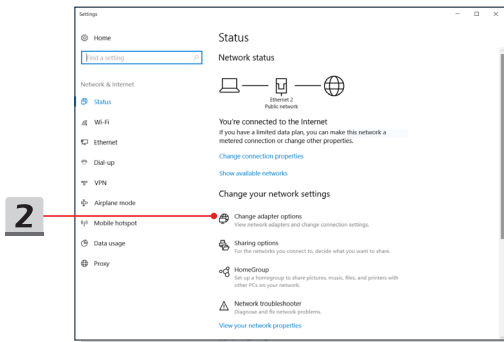 Settings
Home
Find a setting
Network & Internet
Status
Wi-Fi
Ethernet
Dial-up
VPN
Airplane mode
Mobile hotspot
Data usage
Proxy
2
Status
Network status
Ethernet 2
Public network
You're connected to the Internet
If you have a limited data plan, you can make this network a
metered connection or change other properties.
Change connection properties
Show available networks
Change your network settings
Change adapter options
View network adapters and change connection settings.
Sharing options
For the networks you connect to, decide what you want to share.
HomeGroup
Set up a homegroup to share pictures, music, files, and printers with
other PCs on your network.
Network troubleshooter
Diagnose and fix network problems.
View your network properties